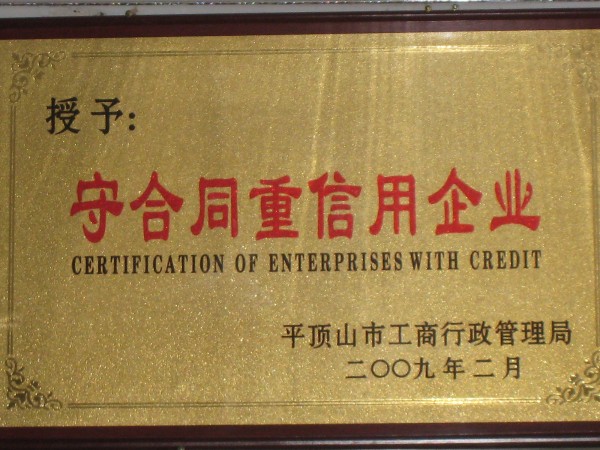 授予:
守合同重信用企业
CERTIFICATION OF ENTERPRISES WITH CREDIT
平顶山市工商行政管理局
二〇〇九年二月